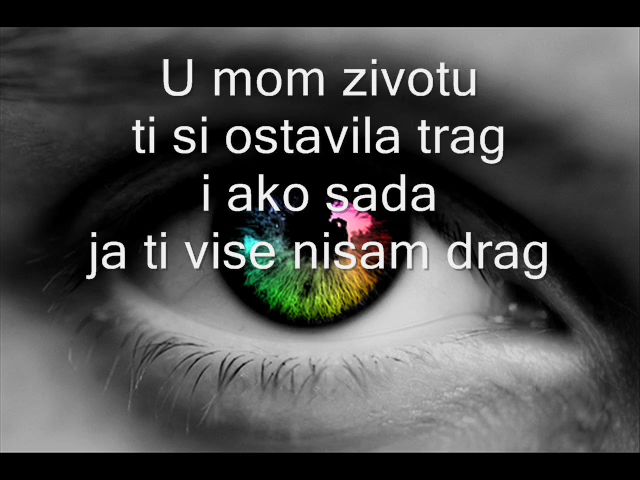 U mom zivotu
ti si ostavila trag
i ako sada
ja ti vise nisam drag